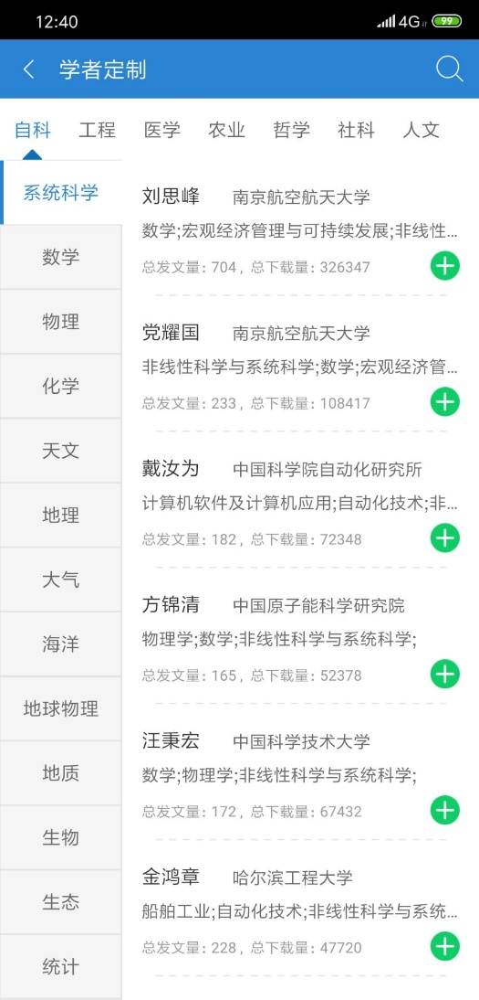 12:40
4G
99
学者定制
自科 工程 医学 农业 哲学 社科 人文
系统科学
数学
物理
化学
天文
地理
大气
海洋
地球物理
地质
生物
生态
统计
刘思峰 南京航空航天大学
数学;宏观经济管理与可持续发展;非线性...
总发文量: 704 , 总下载量: 326347
党耀国 南京航空航天大学
非线性科学与系统科学;数学;宏观经济管...
总发文量: 233 , 总下载量: 108417
戴汝为 中国科学院自动化研究所
计算机软件及计算机应用;自动化技术;非...
总发文量: 182 , 总下载量: 72348
方锦清 中国原子能科学研究院
物理学;数学;非线性科学与系统科学;
总发文量: 165 , 总下载量: 52378
汪秉宏 中国科学技术大学
数学;物理学;非线性科学与系统科学;
总发文量: 172 , 总下载量: 67432
金鸿章 哈尔滨工程大学
船舶工业;自动化技术;非线性科学与系统...
总发文量: 228 , 总下载量: 47720